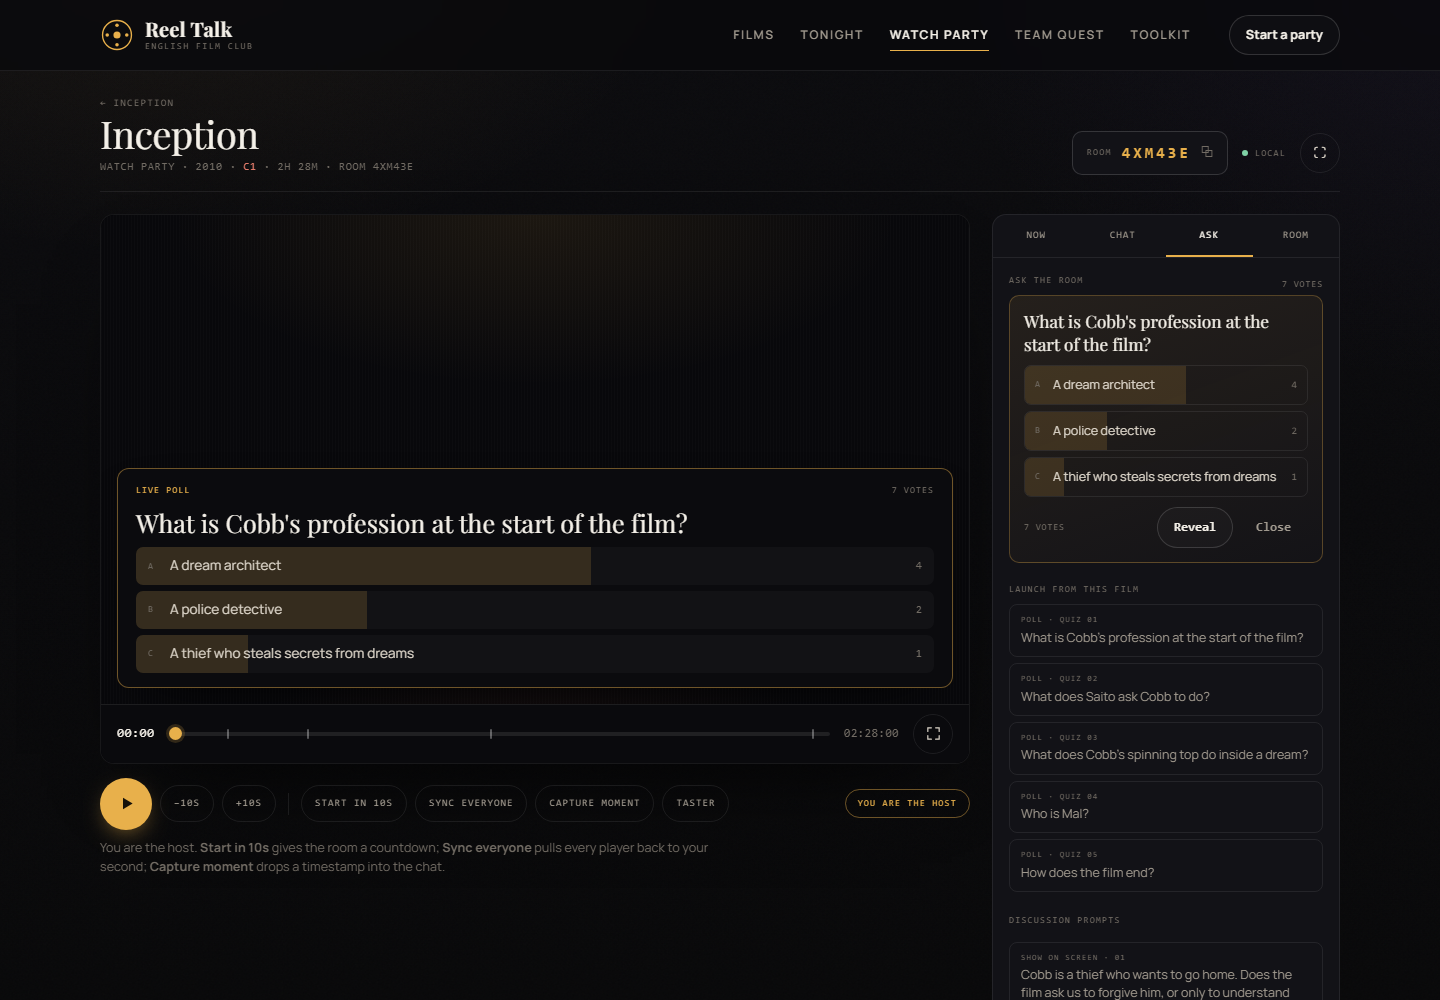 Reel Talk
ENGLISH FILM CLUB
FILMS
TONIGHT
WATCH PARTY
TEAM QUEST
TOOLKIT
Start a party
← INCEPTION
Inception
WATCH PARTY · 2010 · C1 · 2H 28M · ROOM 4XM43E
ROOM 4XM43E
LOCAL
LIVE POLL
7 VOTES
What is Cobb's profession at the start of the film?
A A dream architect 4
B A police detective 2
C A thief who steals secrets from dreams 1
00:00
02:28:00
−10S
+10S
START IN 10S
SYNC EVERYONE
CAPTURE MOMENT
TASTER
YOU ARE THE HOST
You are the host. Start in 10s gives the room a countdown; Sync everyone pulls every player back to your
second; Capture moment drops a timestamp into the chat.
NOW
CHAT
ASK
ROOM
ASK THE ROOM
7 VOTES
What is Cobb's profession at the
start of the film?
A A dream architect 4
B A police detective 2
C A thief who steals secrets from dreams 1
7 VOTES
Reveal
Close
LAUNCH FROM THIS FILM
POLL · QUIZ 01
What is Cobb's profession at the start of the film?
POLL · QUIZ 02
What does Saito ask Cobb to do?
POLL · QUIZ 03
What does Cobb's spinning top do inside a dream?
POLL · QUIZ 04
Who is Mal?
POLL · QUIZ 05
How does the film end?
DISCUSSION PROMPTS
SHOW ON SCREEN · 01
Cobb is a thief who wants to go home. Does the
film ask us to forgive him, or only to understand